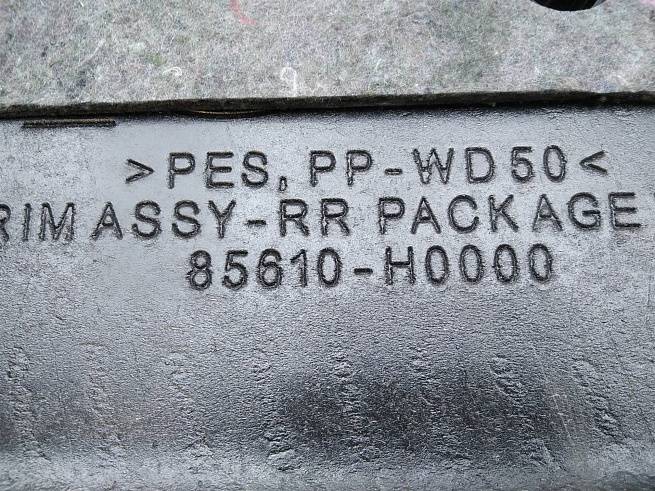 >PES, PP-WD50<
RIM ASSY-RR PACKAGE
85610-H0000